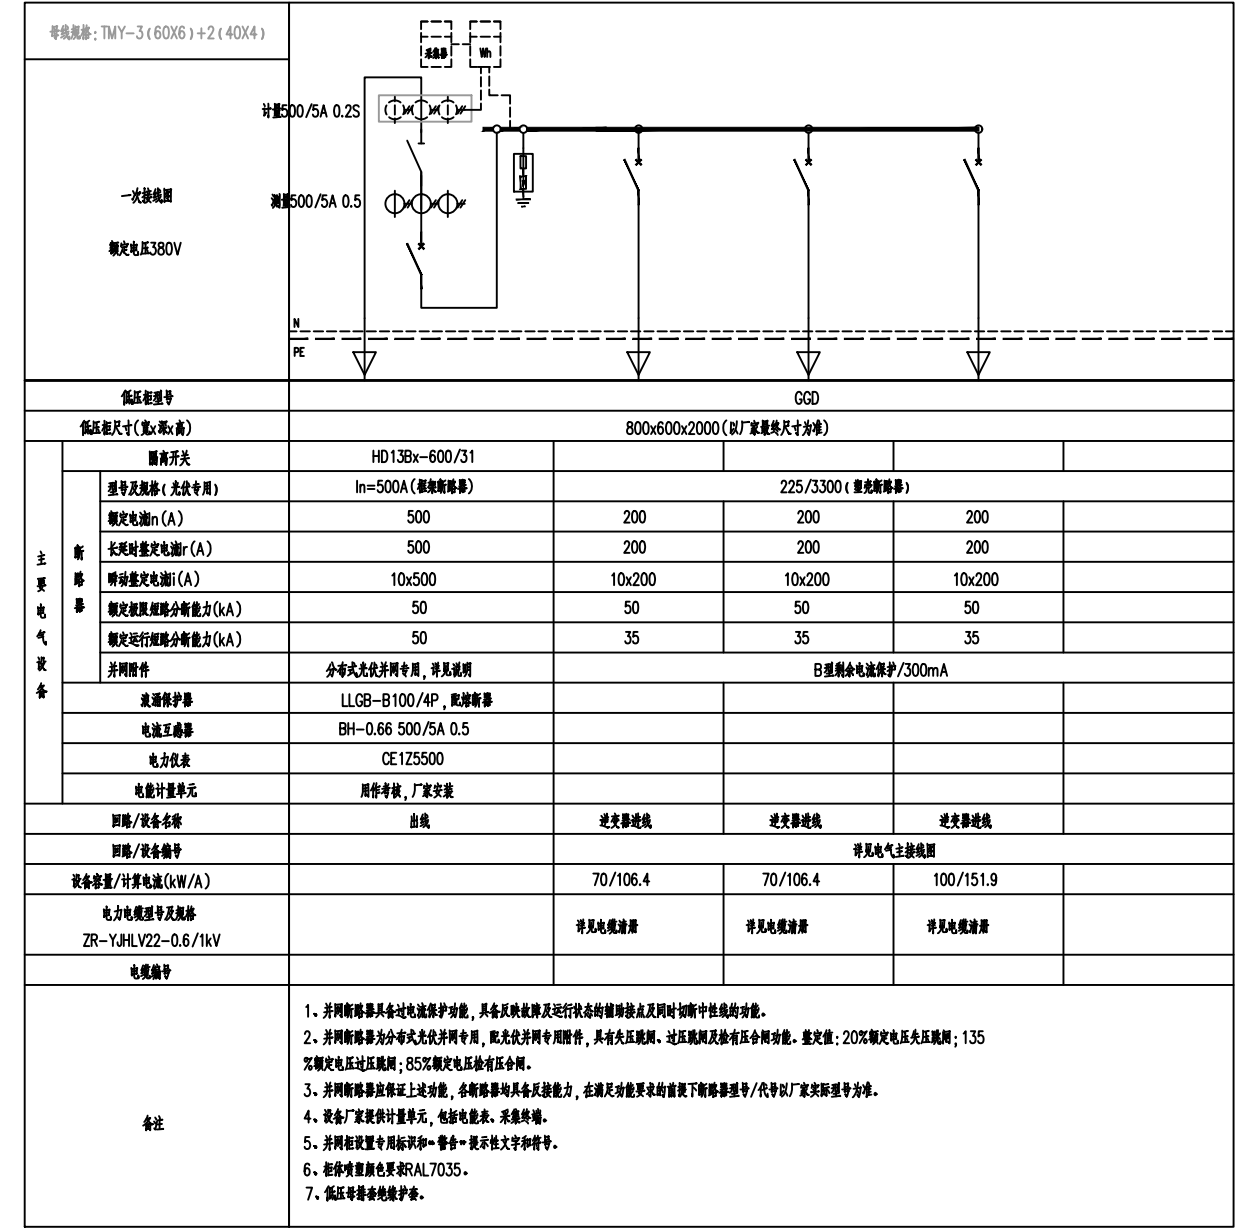 母线规格: TMY-3(60X6)+2(40X4)
采集器
Wh
计量500/5A 0.2S
一次接线图
测量500/5A 0.5
额定电压380V
N
PE
低压柜型号
GGD
低压柜尺寸(宽x深x高)
800x600x2000(以厂家最终尺寸为准)
主要电气设备
隔离开关
HD13Bx-600/31
断路器
型号及规格(光伏专用)
In=500A(框架断路器)
225/3300(塑壳断路器)
额定电流In(A)
500
200
200
200
长延时整定电流Ir(A)
500
200
200
200
瞬动整定电流Ii(A)
10x500
10x200
10x200
10x200
额定极限短路分断能力(kA)
50
50
50
50
额定运行短路分断能力(kA)
50
35
35
35
并网附件
分布式光伏并网专用, 详见说明
B型剩余电流保护/300mA
浪涌保护器
LLGB-B100/4P, 配熔断器
电流互感器
BH-0.66 500/5A 0.5
电力仪表
CE1Z5500
电能计量单元
用作考核, 厂家安装
回路/设备名称
出线
逆变器进线
逆变器进线
逆变器进线
回路/设备编号
详见电气主接线图
设备容量/计算电流(kW/A)
70/106.4
70/106.4
100/151.9
电力电缆型号及规格
ZR-YJHLV22-0.6/1kV
详见电缆清册
详见电缆清册
详见电缆清册
电缆编号
备注
1、并网断路器具备过电流保护功能, 具备反映故障及运行状态的辅助接点及同时切断中性线的功能。
2、并网断路器为分布式光伏并网专用, 配光伏并网专用附件, 具有失压跳闸、过压跳闸及检有压合闸功能。整定值: 20%额定电压失压跳闸; 135
%额定电压过压跳闸; 85%额定电压检有压合闸。
3、并网断路器应保证上述功能, 各断路器均具备反接能力, 在满足功能要求的前提下断路器型号/代号以厂家实际型号为准。
4、设备厂家提供计量单元, 包括电能表、采集终端。
5、并网柜设置专用标识和“警告”提示性文字和符号。
6、柜体喷塑颜色要求RAL7035。
7、低压母排套绝缘护套。